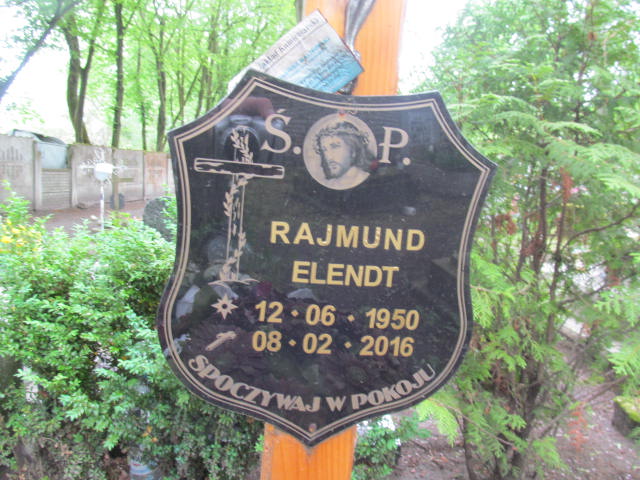 Ś. P.
RAJMUND
ELENDT
12 · 06 · 1950
08 · 02 · 2016
SPOCZYWAJ W POKOJU